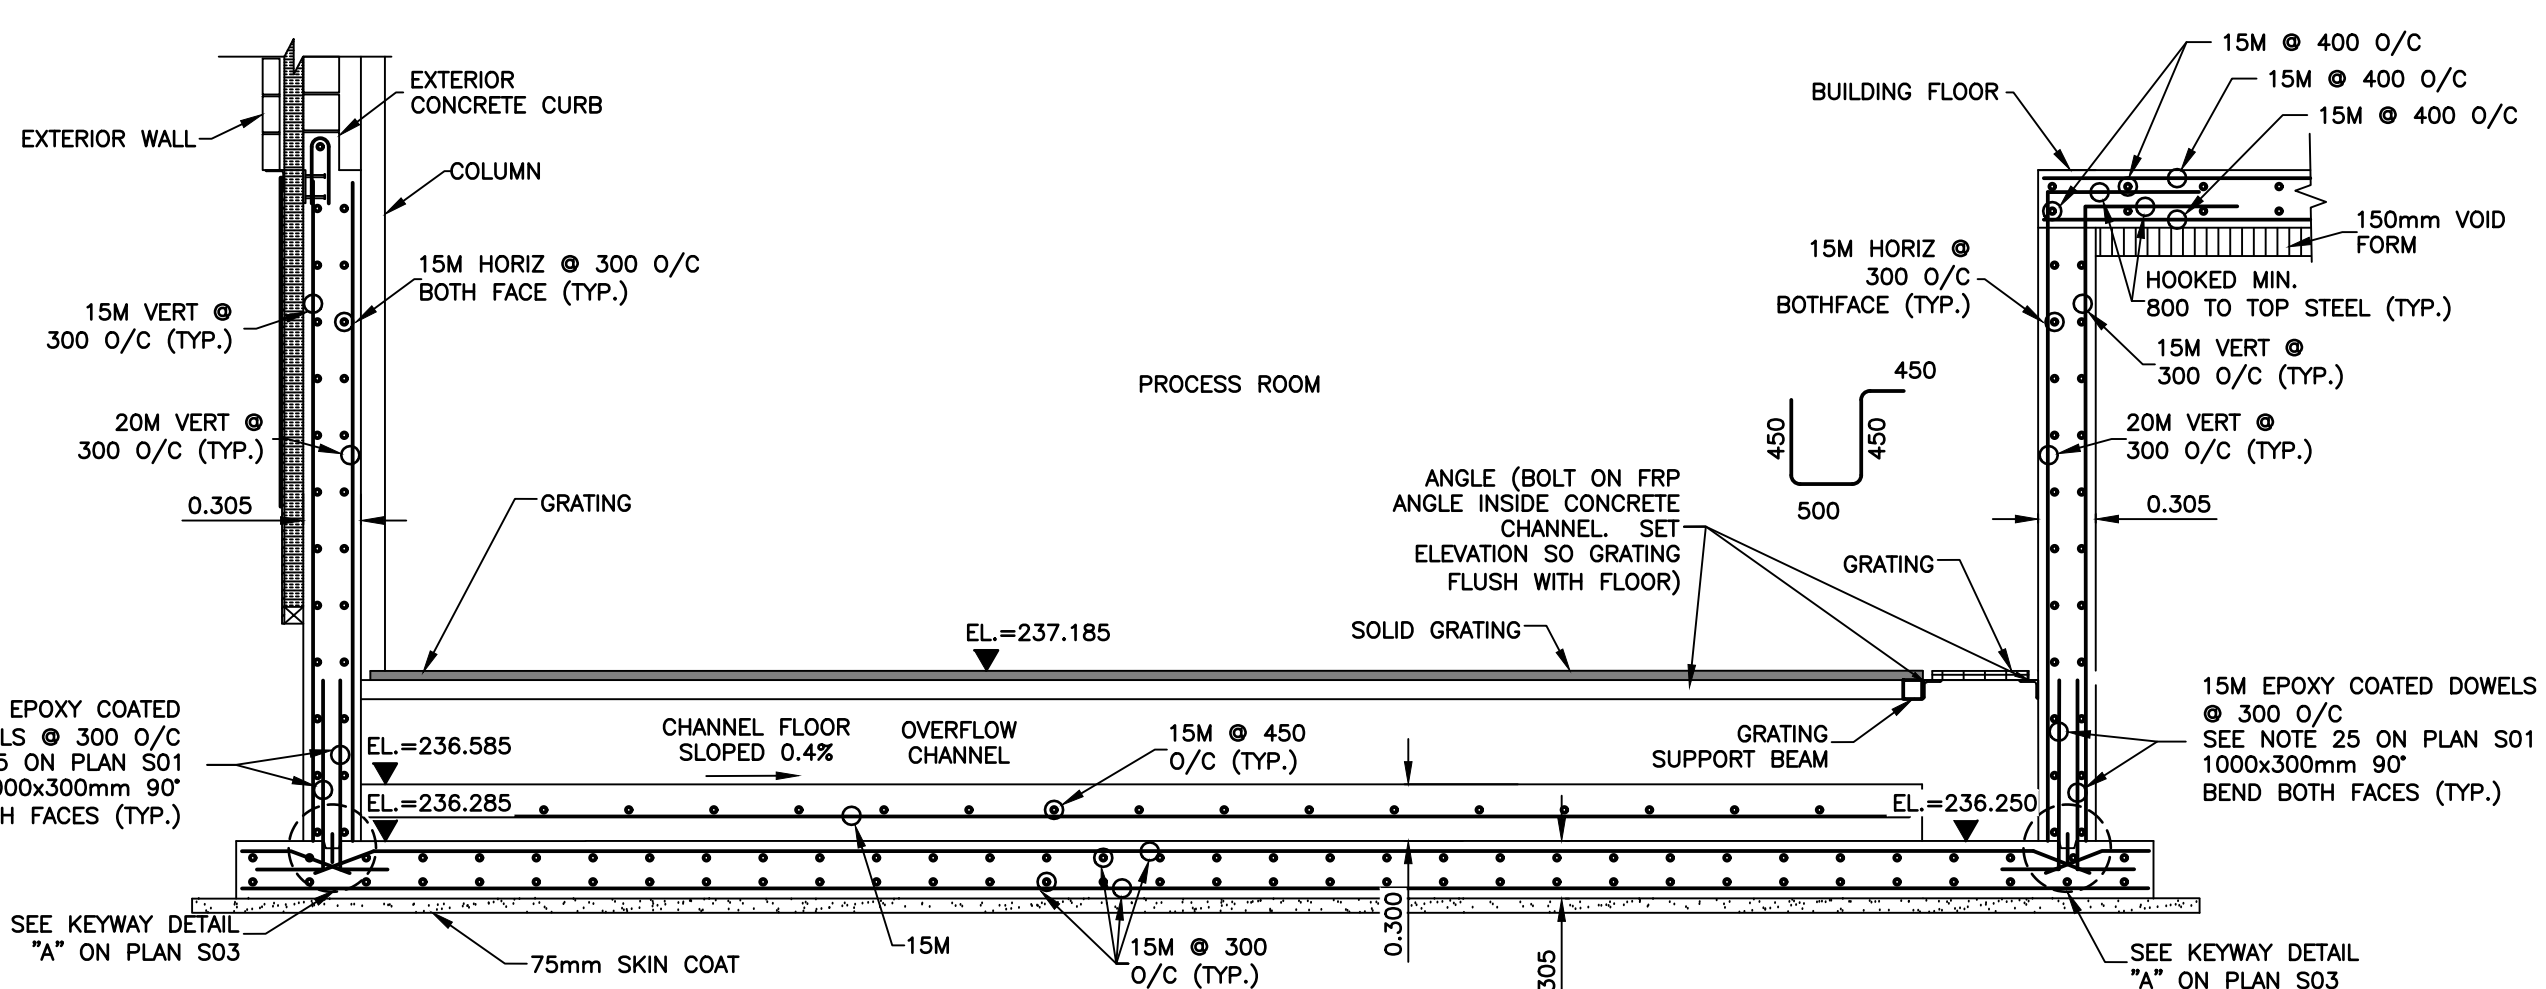 15M @ 400 O/C
15M @ 400 O/C
15M @ 400 O/C
BUILDING FLOOR
EXTERIOR
CONCRETE CURB
EXTERIOR WALL
COLUMN
150mm VOID
FORM
15M HORIZ @ 300 O/C
BOTH FACE (TYP.)
15M HORIZ @
300 O/C
BOTHFACE (TYP.)
HOOKED MIN.
800 TO TOP STEEL (TYP.)
15M VERT @
300 O/C (TYP.)
15M VERT @
300 O/C (TYP.)
PROCESS ROOM
450
450
450
500
20M VERT @
300 O/C (TYP.)
20M VERT @
300 O/C (TYP.)
ANGLE (BOLT ON FRP
ANGLE INSIDE CONCRETE
CHANNEL. SET
ELEVATION SO GRATING
FLUSH WITH FLOOR)
0.305
GRATING
0.305
GRATING
EL.=237.185
SOLID GRATING
EPOXY COATED
LS @ 300 O/C
5 ON PLAN S01
00x300mm 90°
H FACES (TYP.)
EL.=236.585
CHANNEL FLOOR
SLOPED 0.4%
OVERFLOW
CHANNEL
15M @ 450
O/C (TYP.)
GRATING
SUPPORT BEAM
15M EPOXY COATED DOWELS
@ 300 O/C
SEE NOTE 25 ON PLAN S01
1000x300mm 90°
BEND BOTH FACES (TYP.)
EL.=236.285
EL.=236.250
SEE KEYWAY DETAIL
"A" ON PLAN S03
75mm SKIN COAT
15M
15M @ 300
O/C (TYP.)
0.300
305
SEE KEYWAY DETAIL
"A" ON PLAN S03